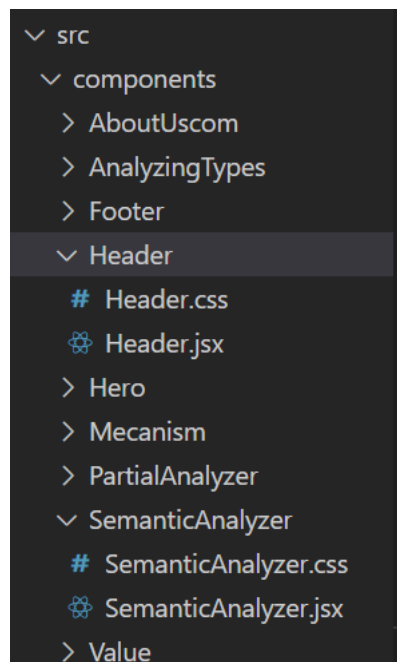 src
components
AboutUscom
AnalyzingTypes
Footer
Header
# Header.css
Header.jsx
Hero
Mecanism
PartialAnalyzer
SemanticAnalyzer
# SemanticAnalyzer.css
SemanticAnalyzer.jsx
Value